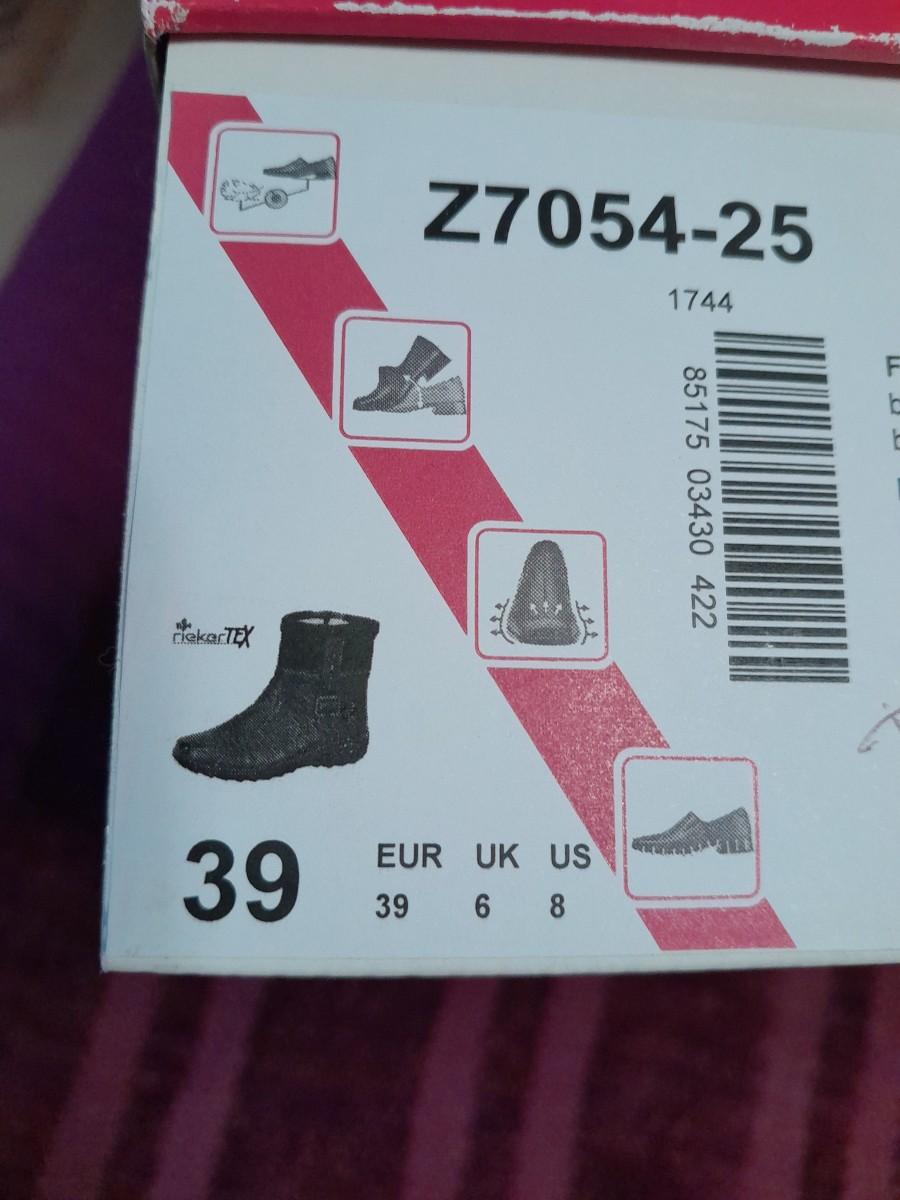 Z7054-25
1744
85175 03430 422
riekerTEX
39
EUR UK US
39 6 8